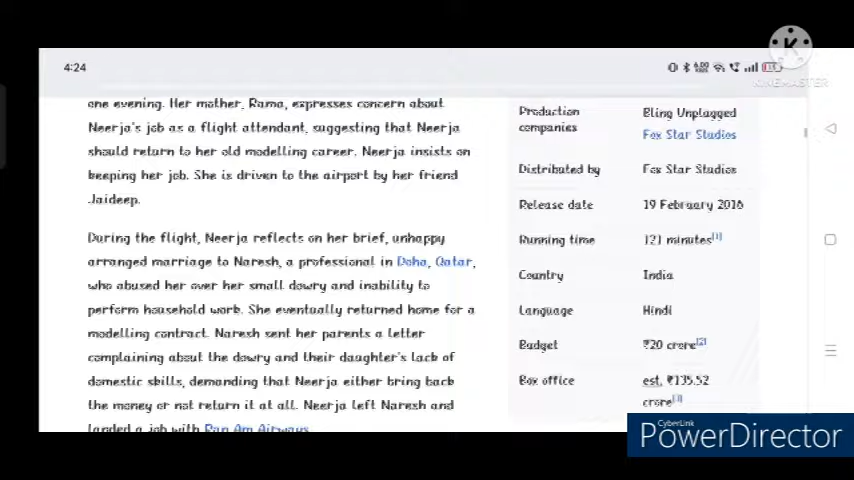 4:24
KINEMASTER
one evening. Her mother, Rama, expresses concern about
Neerja's job as a flight attendant, suggesting that Neerja
should return to her old modelling career. Neerja insists on
keeping her job. She is driven to the airport by her friend
Jaideep.
During the flight, Neerja reflects on her brief, unhappy
arranged marriage to Naresh, a professional in Doha, Qatar,
who abused her over her small dowry and inability to
perform household work. She eventually returned home for a
modelling contract. Naresh sent her parents a letter
complaining about the dowry and their daughter's lack of
domestic skills, demanding that Neerja either bring back
the money or not return it at all. Neerja left Naresh and
landed a job with Pan Am Airways.
Production
companies
Bling Unplugged
Fox Star Studios
Distributed by
Fox Star Studios
Release date
19 February 2016
Running time
121 minutes[1]
Country
India
Language
Hindi
Budget
₹20 crore[2]
Box office
est. ₹135.52
crore[3]
CyberLink
PowerDirector